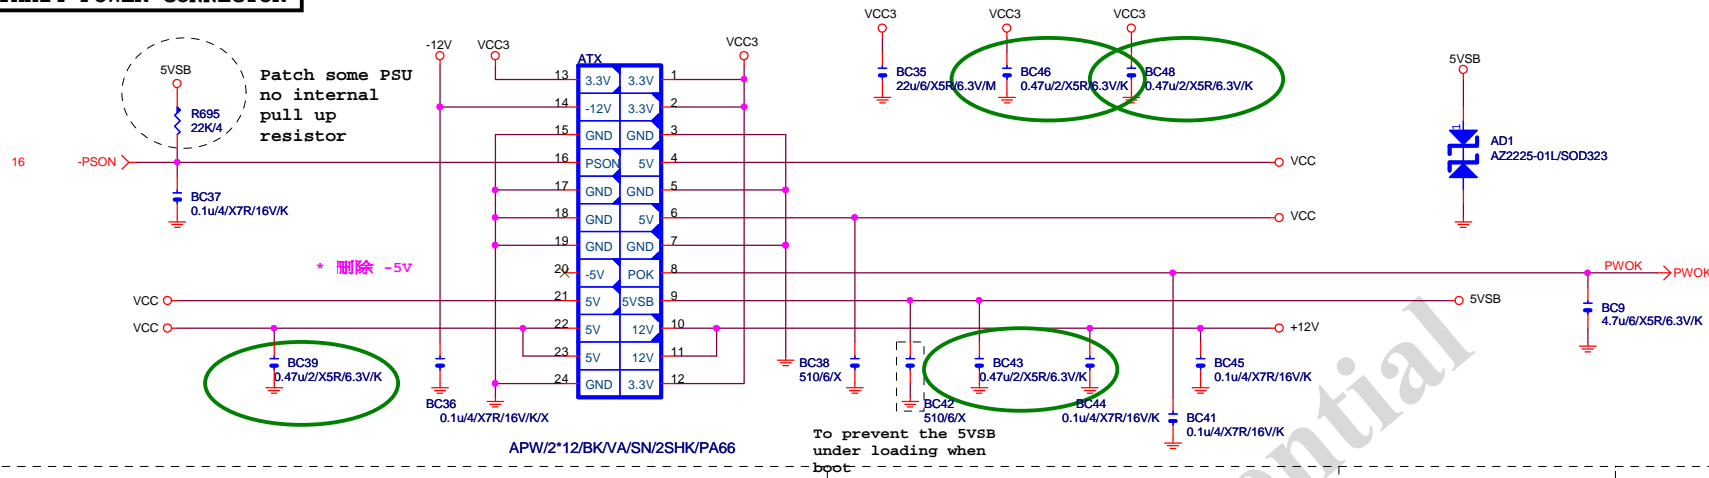 POWER CONNECTOR
5VSB
R695
22K/4
Patch some PSU
no internal
pull up
resistor
16
-PSON
BC37
0.1u/4/X7R/16V/K
* 刪除 -5V
VCC
VCC
BC39
0.47u/2/X5R/6.3V/K
-12V
VCC3
VCC3
ATX
13 3.3V 3.3V 1
14 -12V 3.3V 2
15 GND GND 3
16 PSON 5V 4
17 GND GND 5
18 GND 5V 6
19 GND GND 7
20 -5V POK 8
21 5V 5VSB 9
22 5V 12V 10
23 5V 12V 11
24 GND 3.3V 12
BC36
0.1u/4/X7R/16V/K/X
APW/2*12/BK/VA/SN/2SHK/PA66
VCC3
BC35
22u/6/X5R/6.3V/M
VCC3
BC46
0.47u/2/X5R/6.3V/K
VCC3
BC48
0.47u/2/X5R/6.3V/K
5VSB
1
AD1
AZ2225-01L/SOD323
VCC
VCC
PWOK
PWOK
5VSB
+12V
BC9
4.7u/6/X5R/6.3V/K
BC38
510/6/X
BC42
510/6/X
BC43
0.47u/2/X5R/6.3V/K
BC44
0.1u/4/X7R/16V/K
BC45
0.1u/4/X7R/16V/K
BC41
0.1u/4/X7R/16V/K
To prevent the 5VSB
under loading when
boot